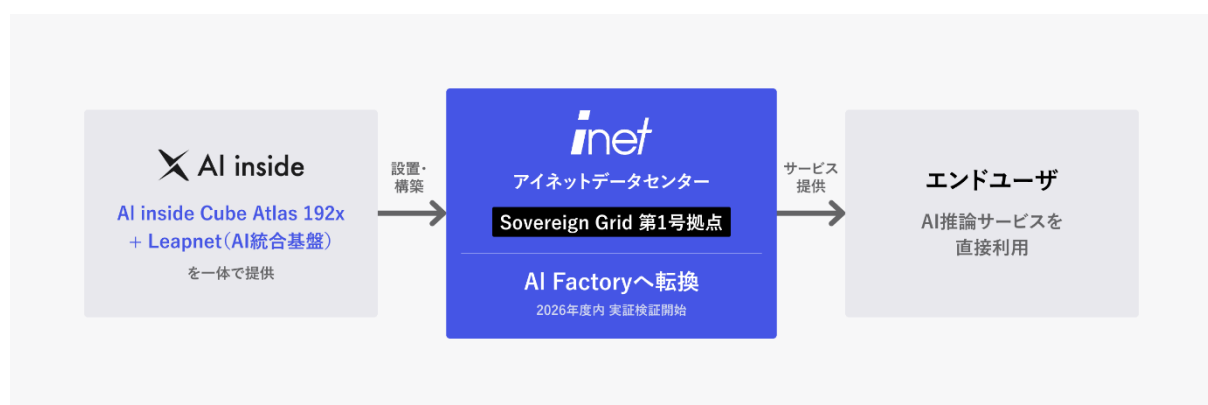 AI inside
AI inside Cube Atlas 192x
+ Leapnet(AI統合基盤)
を一体で提供
設置・
構築
inet
アイネットデータセンター
Sovereign Grid 第1号拠点
AI Factoryへ転換
2026年度内 実証検証開始
サービス
提供
エンドユーザ
AI推論サービスを
直接利用